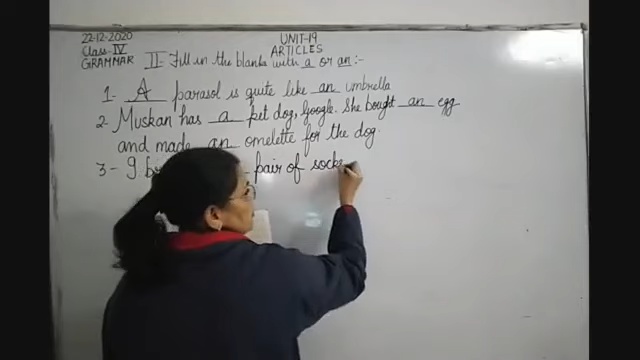 22-12-2020 UNIT-19
Class-IV ARTICLES
GRAMMAR II- Fill in the blanks with a or an :-
1- A parasol is quite like an umbrella
2- Muskan has a pet dog, Google. She bought an egg
and made an omelette for the dog.
3- I pair of socks